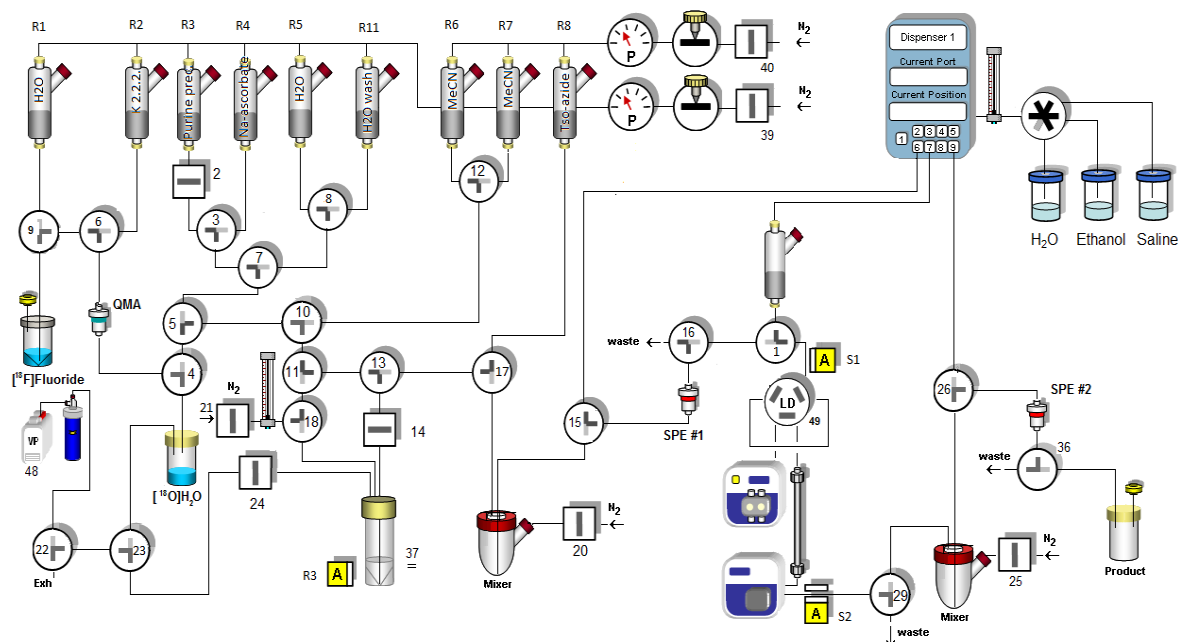 R1
R2
R3
R4
R5
R11
R6
R7
R8
H2O
K 2.2.2.
Purine prec.
Na-ascorbate
H2O
H2O wash
MeCN
MeCN
Tso-azide
P
N2
40
P
N2
39
Dispenser 1
Current Port
Current Position
1
2 3 4 5
6 7 8 9
H2O
Ethanol
Saline
2
12
8
3
9
6
7
QMA
5
10
4
11
13
17
16
waste
1
A
S1
26
SPE #2
[18F]Fluoride
N2
21
18
14
15
SPE #1
LD
49
36
waste
VP
48
[18O]H2O
24
22
23
Exh
R3
A
37
=
Mixer
N2
20
N2
25
Product
A
S2
29
Mixer
waste